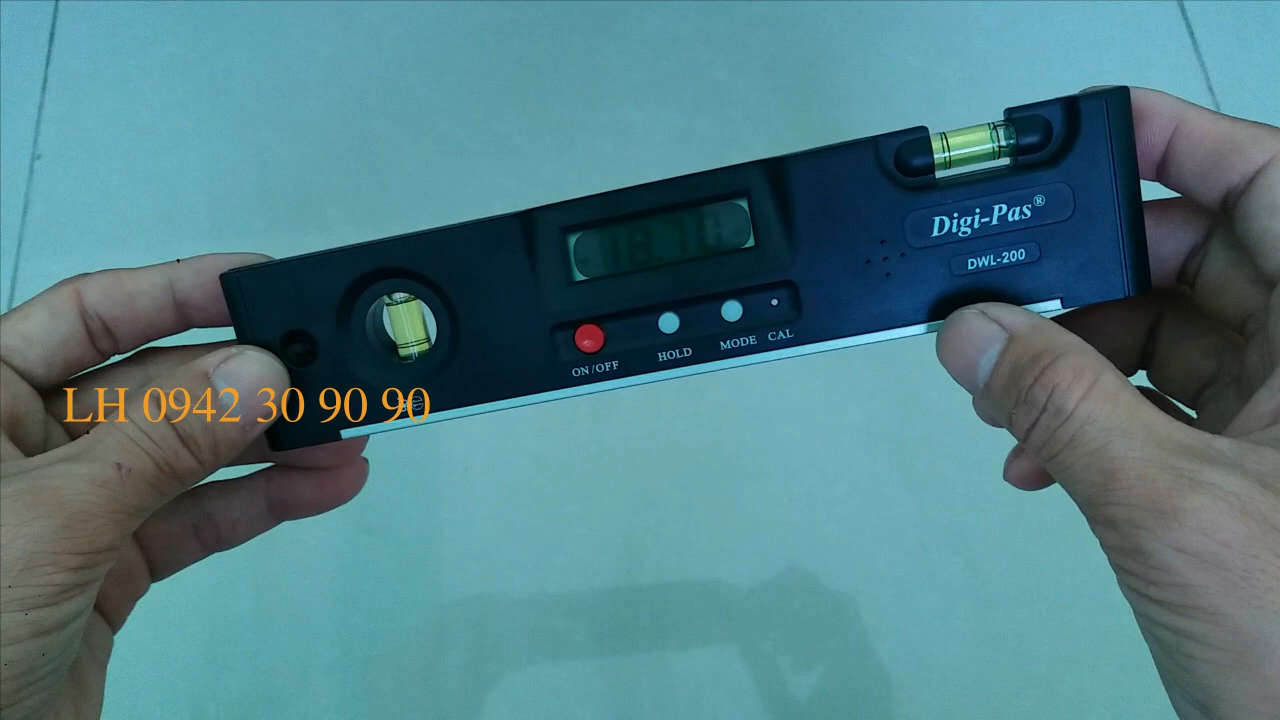 Digi-Pas®
DWL-200
ON/OFF
HOLD
MODE
CAL
LH 0942 30 90 90